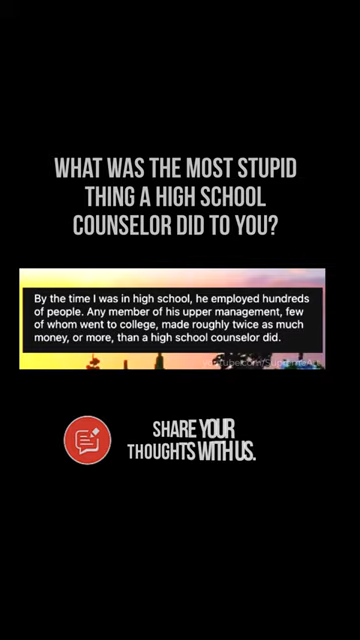 WHAT WAS THE MOST STUPID
THING A HIGH SCHOOL
COUNSELOR DID TO YOU?
By the time I was in high school, he employed hundreds
of people. Any member of his upper management, few
of whom went to college, made roughly twice as much
money, or more, than a high school counselor did.
SHARE YOUR
THOUGHTS WITH US.